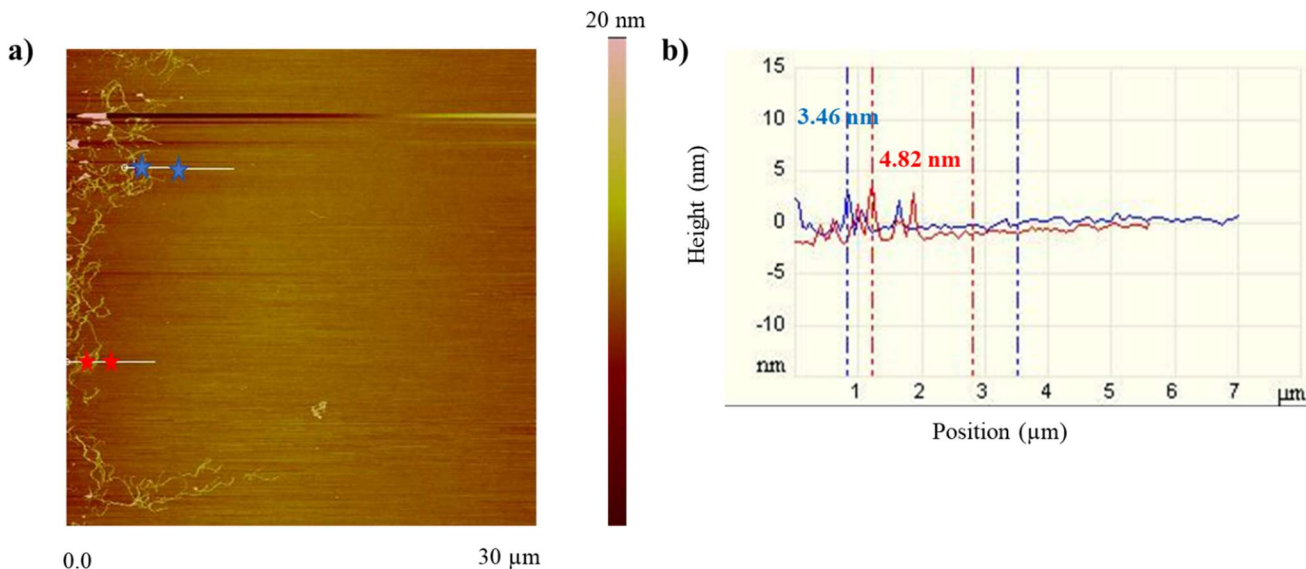 a)
20 nm
0.0
30 µm
b)
15
10
5
0
-5
-10
nm
3.46 nm
4.82 nm
Height (nm)
1 2 3 4 5 6 7 µm
Position (µm)